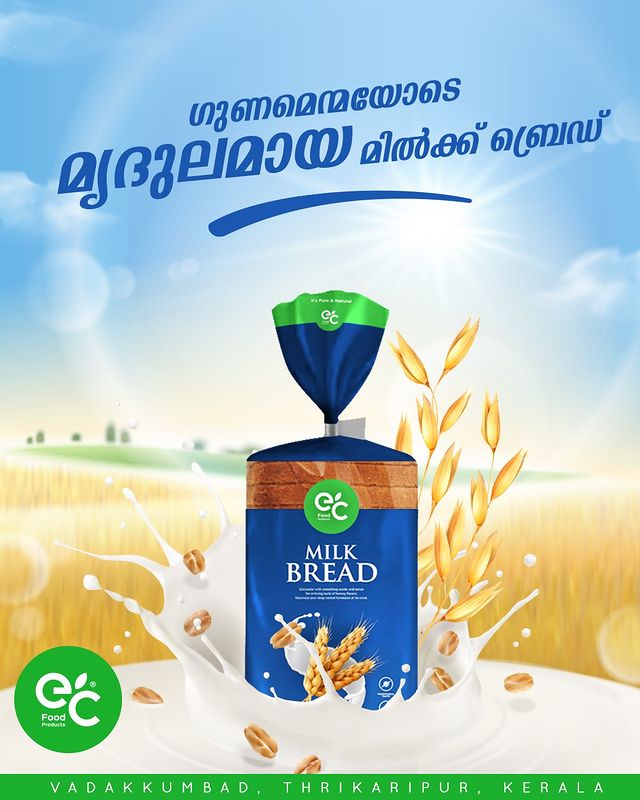 ഗുണമെന്മയോടെ
മൃദുലമായ മിൽക്ക് ബ്രെഡ്
It's Pure & Natural
ec
ec
Food
Products
MILK
BREAD
ec®
Food
Products
VADAKKUMBAD, THRIKARIPUR, KERALA